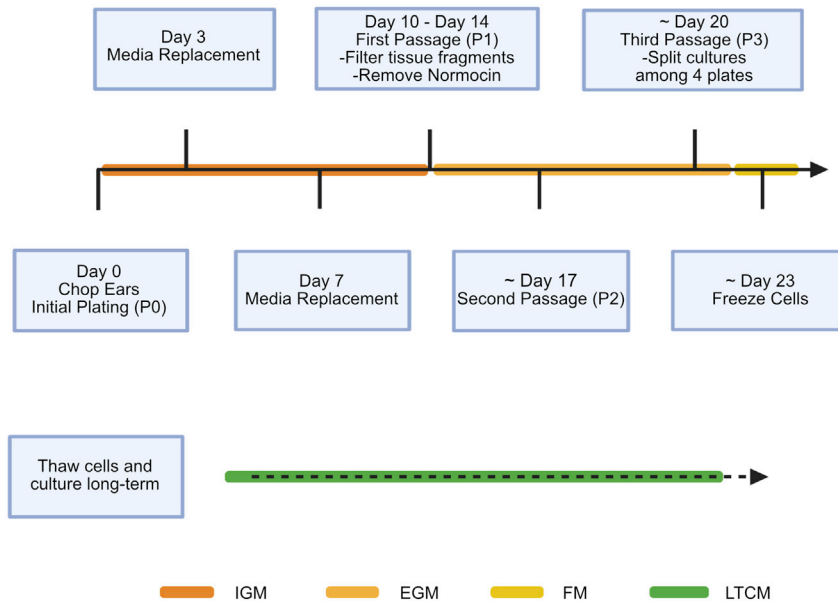 Day 3
Media Replacement
Day 10 - Day 14
First Passage (P1)
-Filter tissue fragments
-Remove Normocin
~ Day 20
Third Passage (P3)
-Split cultures
among 4 plates
Day 0
Chop Ears
Initial Plating (P0)
Day 7
Media Replacement
~ Day 17
Second Passage (P2)
~ Day 23
Freeze Cells
Thaw cells and
culture long-term
IGM
EGM
FM
LTCM